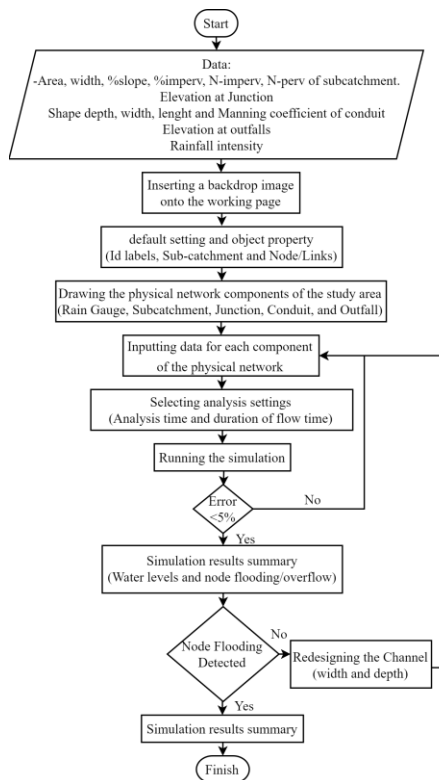 Start
Data:
-Area, width, %slope, %imperv, N-imperv, N-perv of subcatchment.
Elevation at Junction
Shape depth, width, lenght and Manning coefficient of conduit
Elevation at outfalls
Rainfall intensity
Inserting a backdrop image
onto the working page
default setting and object property
(Id labels, Sub-catchment and Node/Links)
Drawing the physical network components of the study area
(Rain Gauge, Subcatchment, Junction, Conduit, and Outfall)
Inputting data for each component
of the physical network
Selecting analysis settings
(Analysis time and duration of flow time)
Running the simulation
Error
<5%
No
Yes
Simulation results summary
(Water levels and node flooding/overflow)
Node Flooding
Detected
No
Redesigning the Channel
(width and depth)
Yes
Simulation results summary
Finish